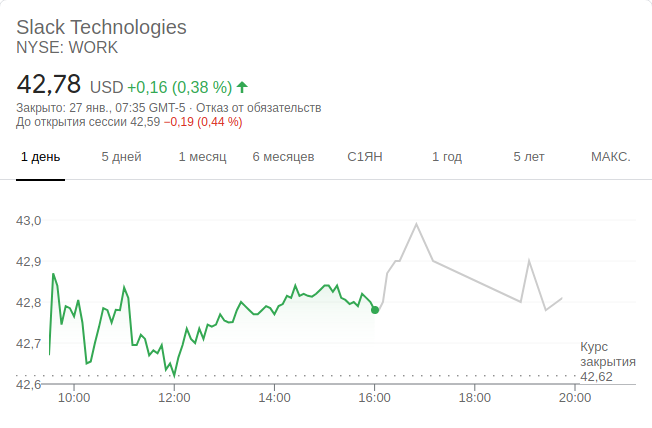 Slack Technologies
NYSE: WORK
42,78 USD +0,16 (0,38 %)
Закрыто: 27 янв., 07:35 GMT-5 · Отказ от обязательств
До открытия сессии 42,59 −0,19 (0,44 %)
1 день 5 дней 1 месяц 6 месяцев С1ЯН 1 год 5 лет МАКС.
43,0
42,9
42,8
42,7
Курс
закрытия
42,62
42,6
10:00 12:00 14:00 16:00 18:00 20:00